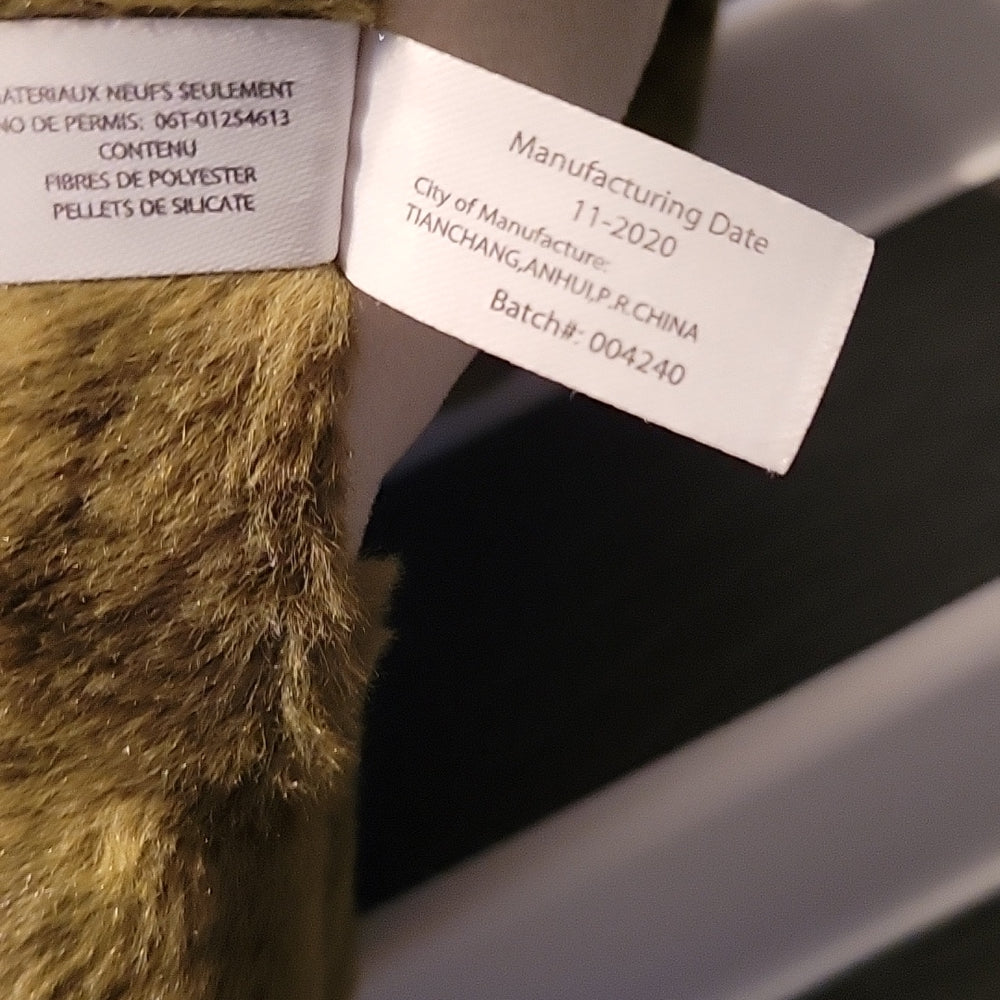 ATERIAUX NEUFS SEULEMENT
NO DE PERMIS: 06T-01254613
CONTENU
FIBRES DE POLYESTER
PELLETS DE SILICATE
Manufacturing Date
11-2020
City of Manufacture:
TIANCHANG,ANHUI,P.R.CHINA
Batch#: 004240